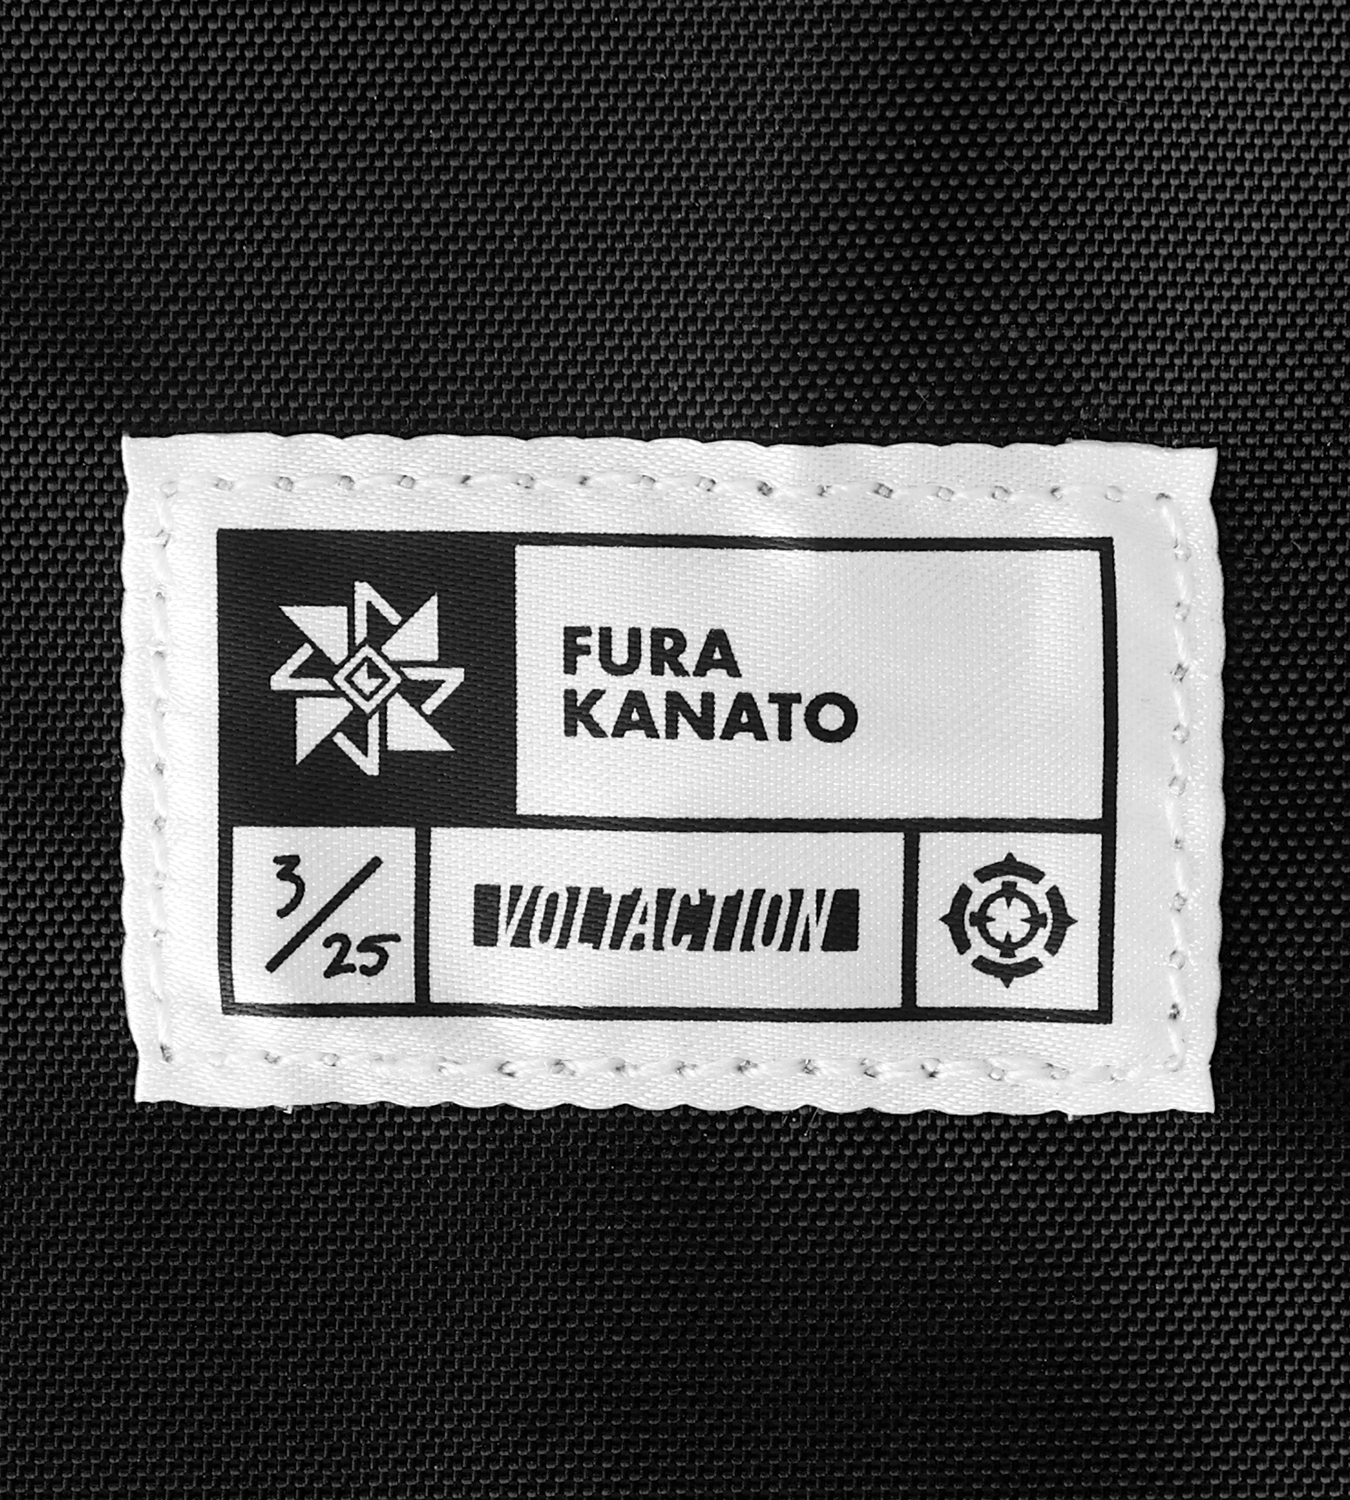 FURA
KANATO
3/25
VOLTACTION